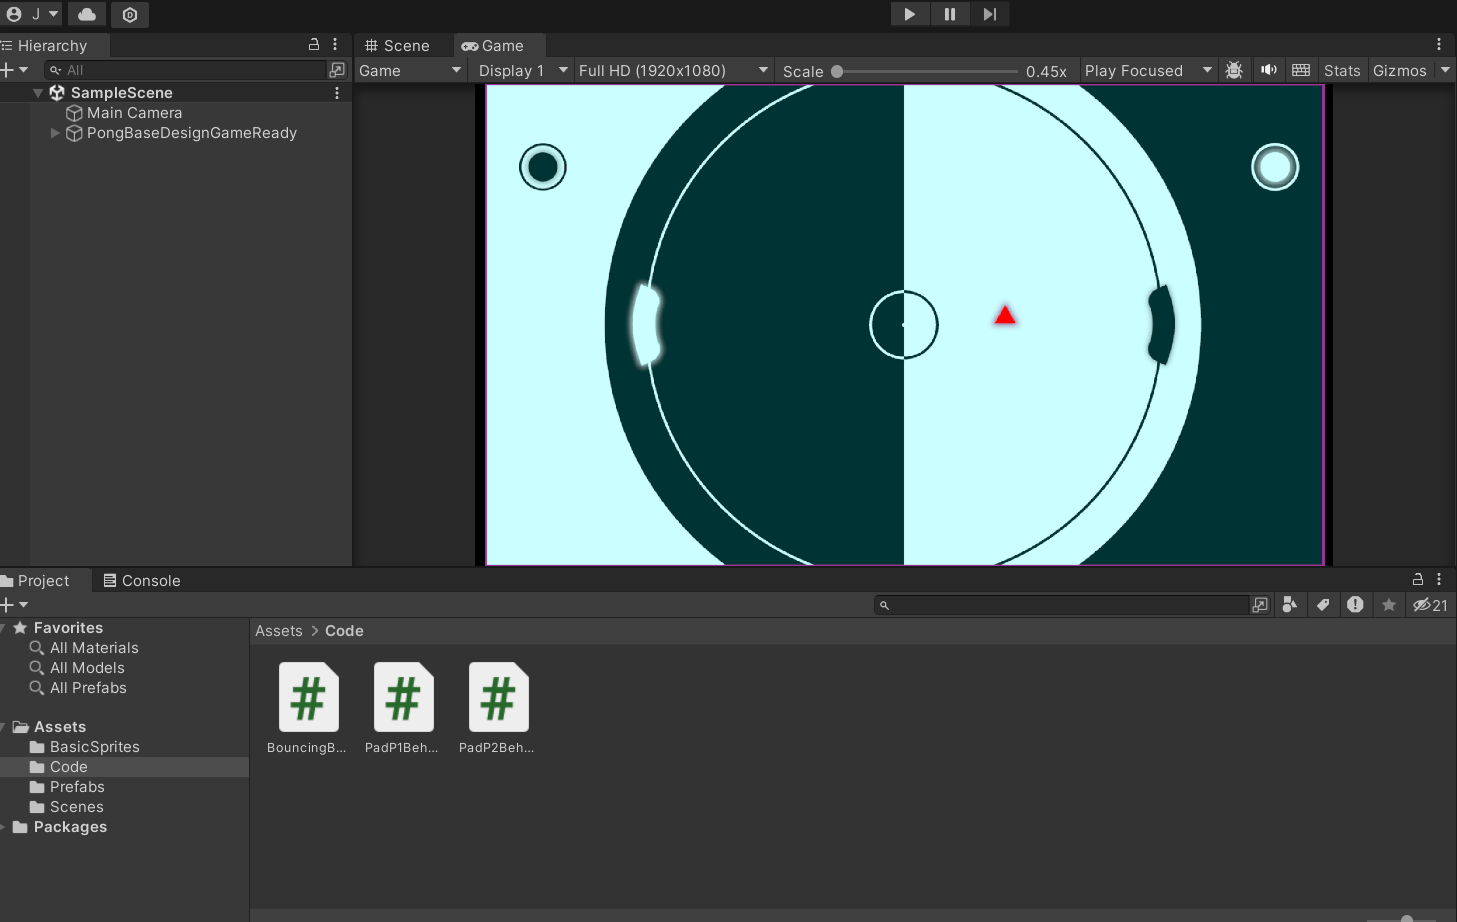 J
Hierarchy
Scene
Game
All
Game
Display 1
Full HD (1920x1080)
Scale
0.45x
Play Focused
Stats
Gizmos
SampleScene
Main Camera
PongBaseDesignGameReady
Project
Console
21
Favorites
All Materials
All Models
All Prefabs
Assets
BasicSprites
Code
Prefabs
Scenes
Packages
Assets > Code
BouncingB...
PadP1Beh...
PadP2Beh...